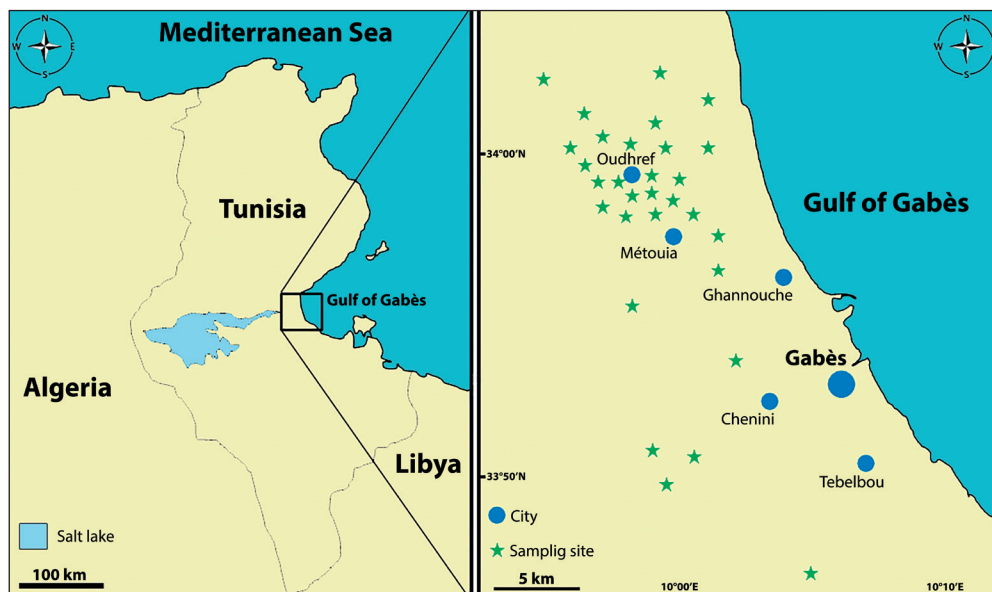 Mediterranean Sea
N
W
E
S
Tunisia
Gulf of Gabès
Algeria
Libya
Salt lake
100 km
N
W
E
S
34°00'N
Oudhref
Gulf of Gabès
Métouia
Ghannouche
Gabès
Chenini
33°50'N
Tebelbou
City
Samplig site
5 km
10°00'E
10°10'E